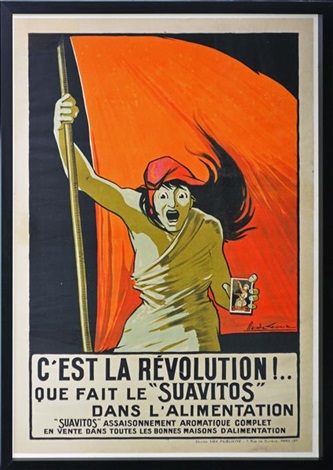 C'EST LA RÉVOLUTION!..
QUE FAIT LE "SUAVITOS"
DANS L'ALIMENTATION
"SUAVITOS" ASSAISONNEMENT AROMATIQUE COMPLET
EN VENTE DANS TOUTES LES BONNES MAISONS D'ALIMENTATION